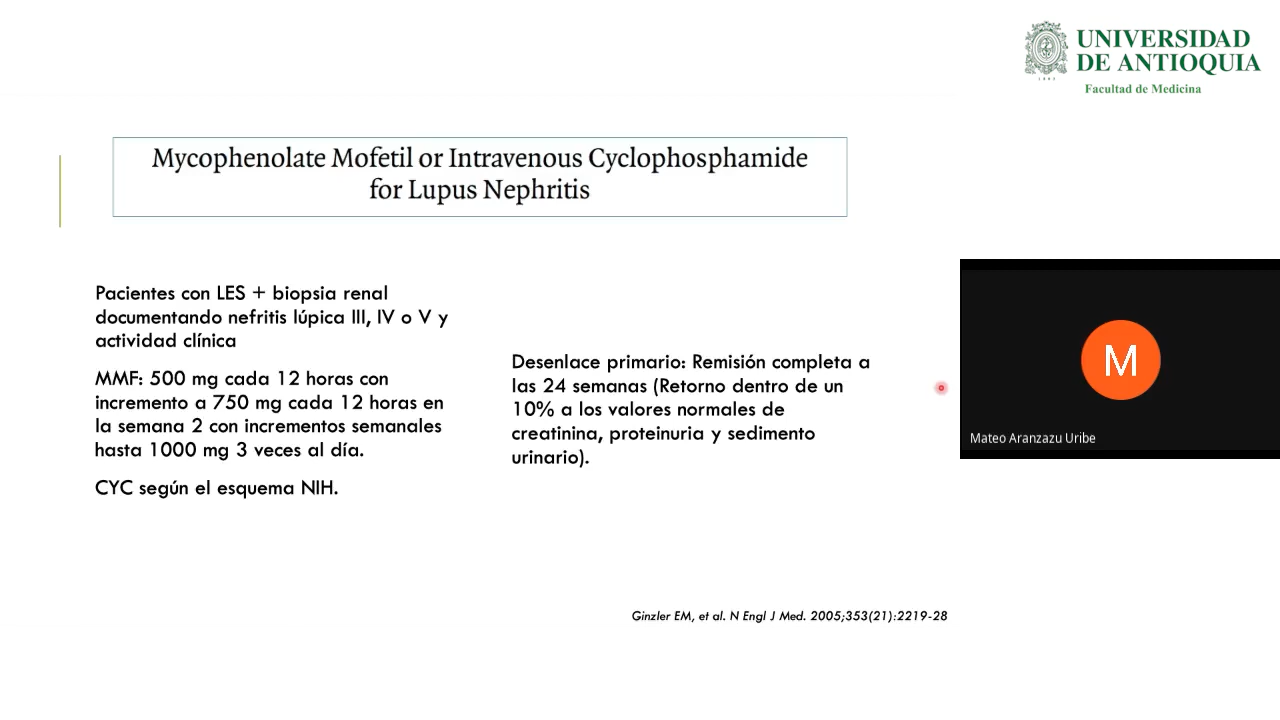 UNIVERSIDAD
DE ANTIOQUIA
1803
Facultad de Medicina
Mycophenolate Mofetil or Intravenous Cyclophosphamide
for Lupus Nephritis
Pacientes con LES + biopsia renal
documentando nefritis lúpica III, IV o V y
actividad clínica
MMF: 500 mg cada 12 horas con
incremento a 750 mg cada 12 horas en
la semana 2 con incrementos semanales
hasta 1000 mg 3 veces al día.
CYC según el esquema NIH.
Desenlace primario: Remisión completa a
las 24 semanas (Retorno dentro de un
10% a los valores normales de
creatinina, proteinuria y sedimento
urinario).
M
Mateo Aranzazu Uribe
Ginzler EM, et al. N Engl J Med. 2005;353(21):2219-28